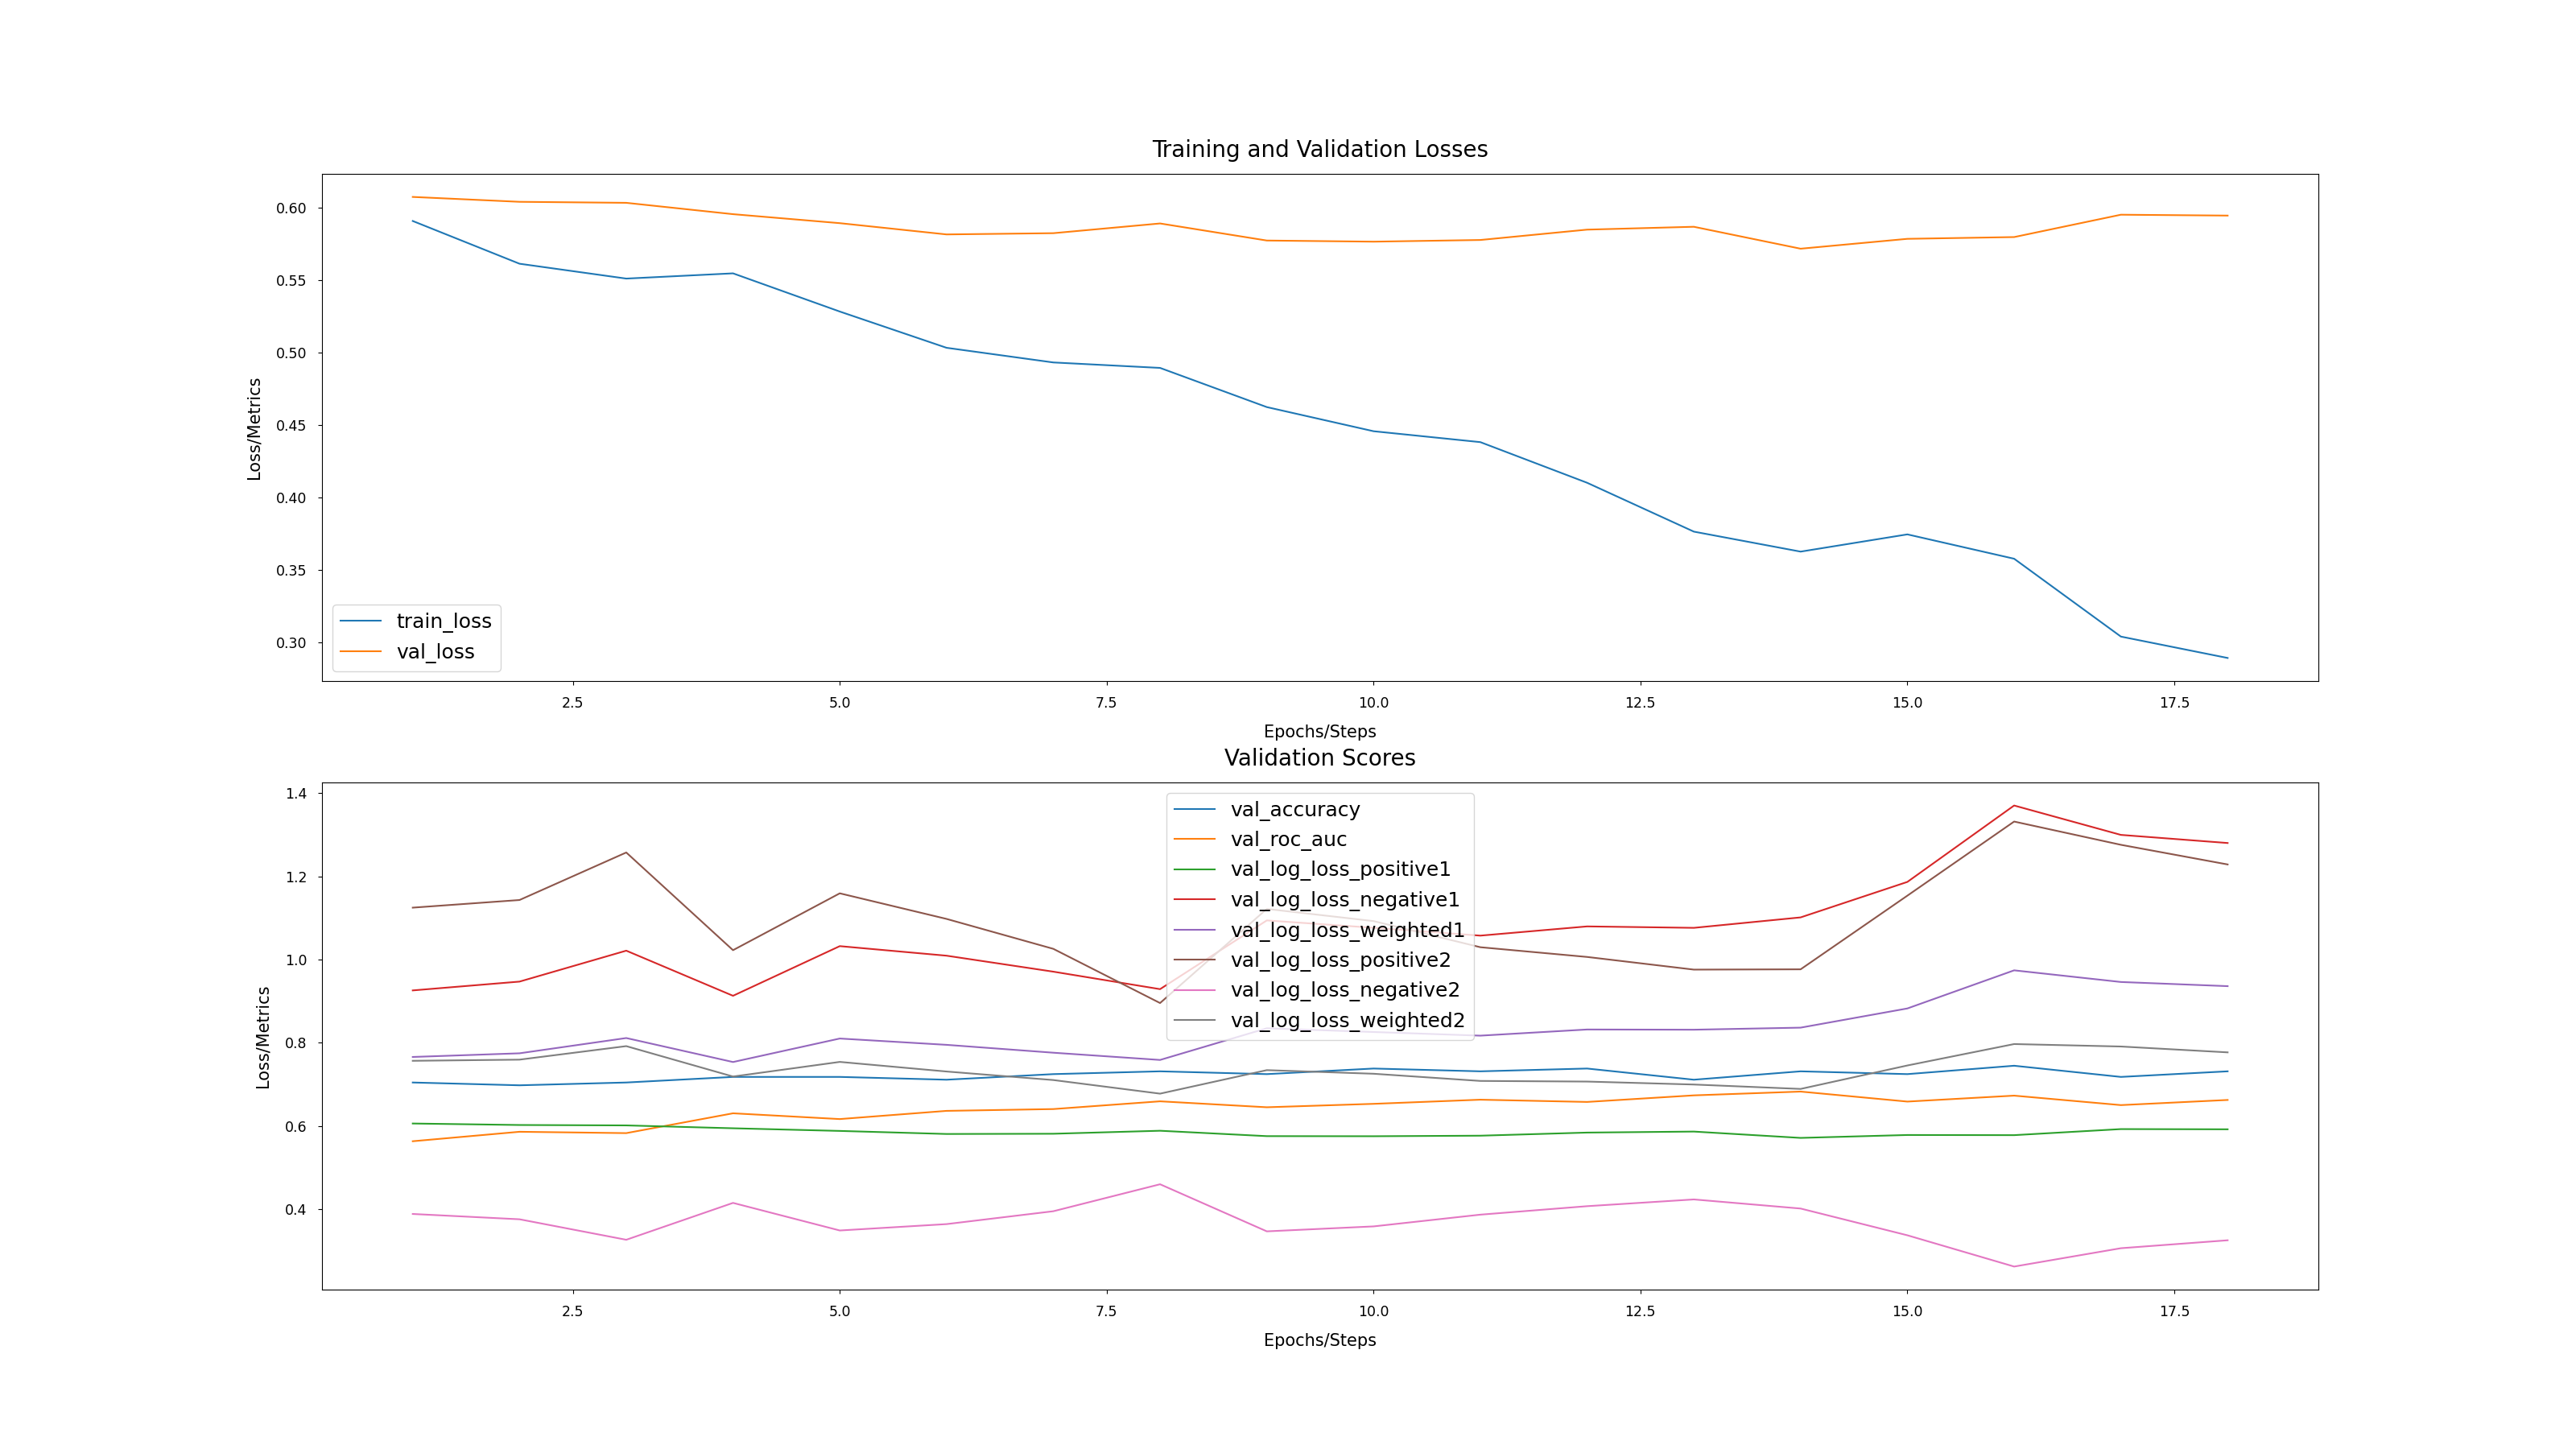 Training and Validation Losses
0.60
0.55
0.50
0.45
0.40
0.35
0.30
Loss/Metrics
train_loss
val_loss
2.5 5.0 7.5 10.0 12.5 15.0 17.5
Epochs/Steps
Validation Scores
1.4
1.2
1.0
0.8
0.6
0.4
Loss/Metrics
val_accuracy
val_roc_auc
val_log_loss_positive1
val_log_loss_negative1
val_log_loss_weighted1
val_log_loss_positive2
val_log_loss_negative2
val_log_loss_weighted2
2.5 5.0 7.5 10.0 12.5 15.0 17.5
Epochs/Steps